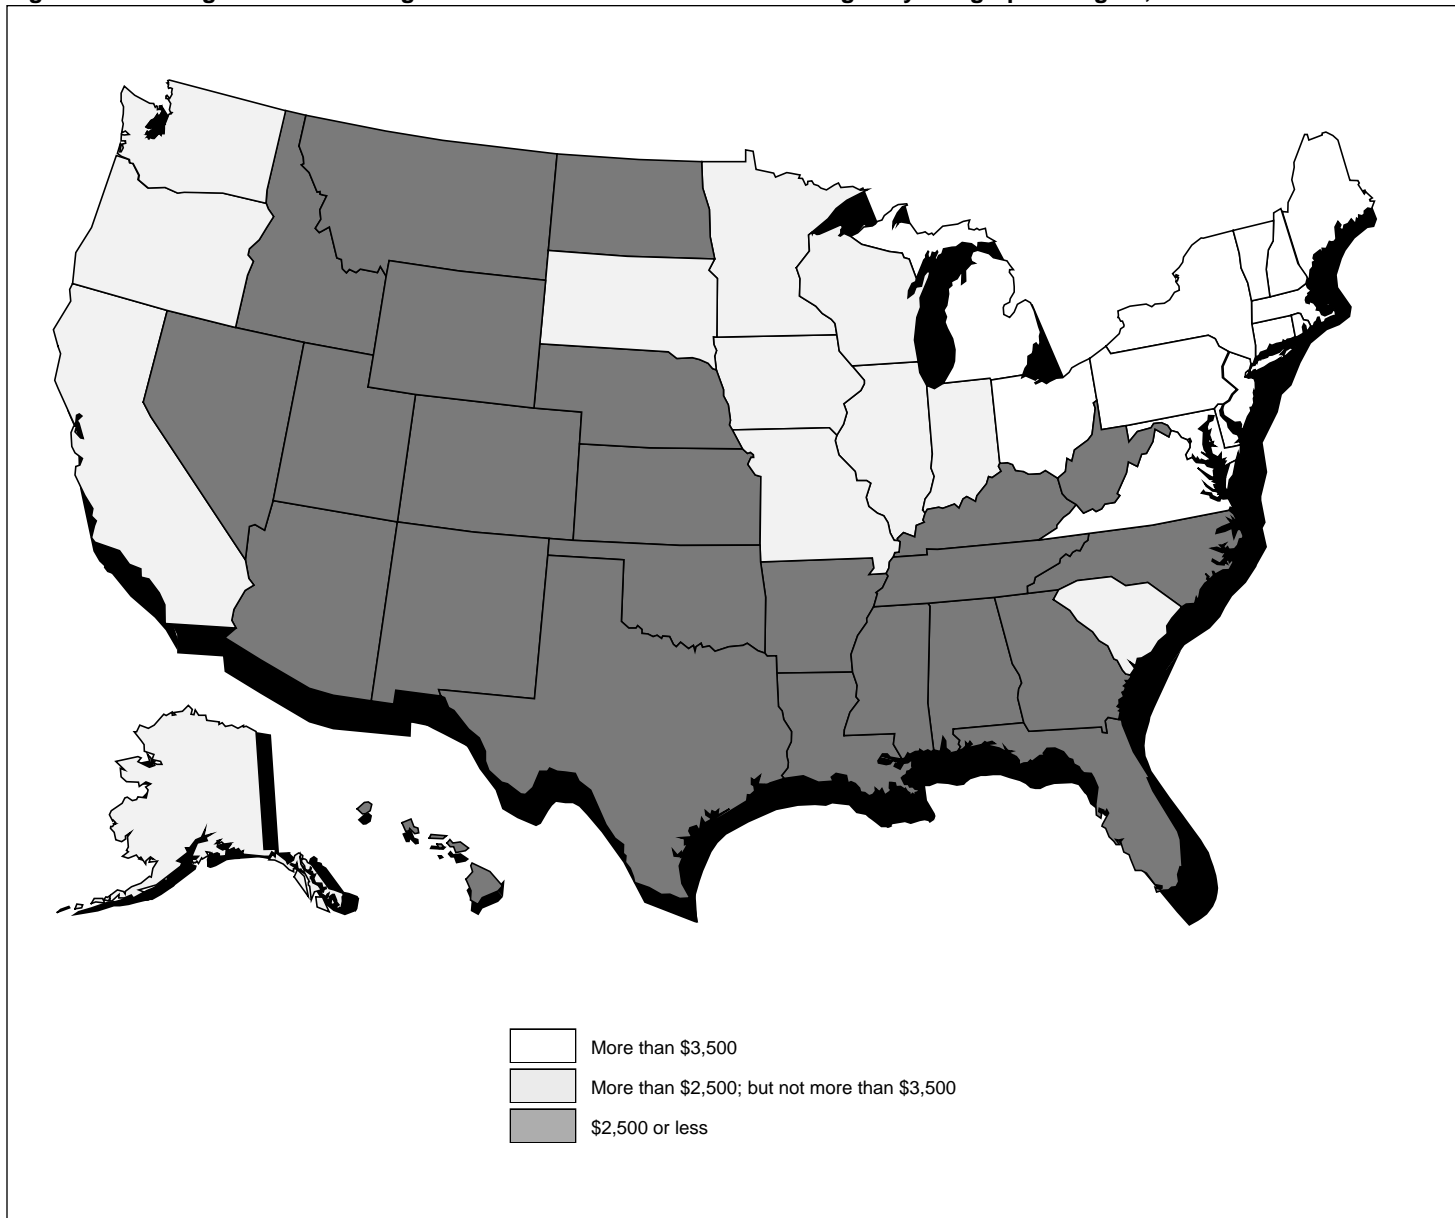 More than $3,500
More than $2,500; but not more than $3,500
$2,500 or less